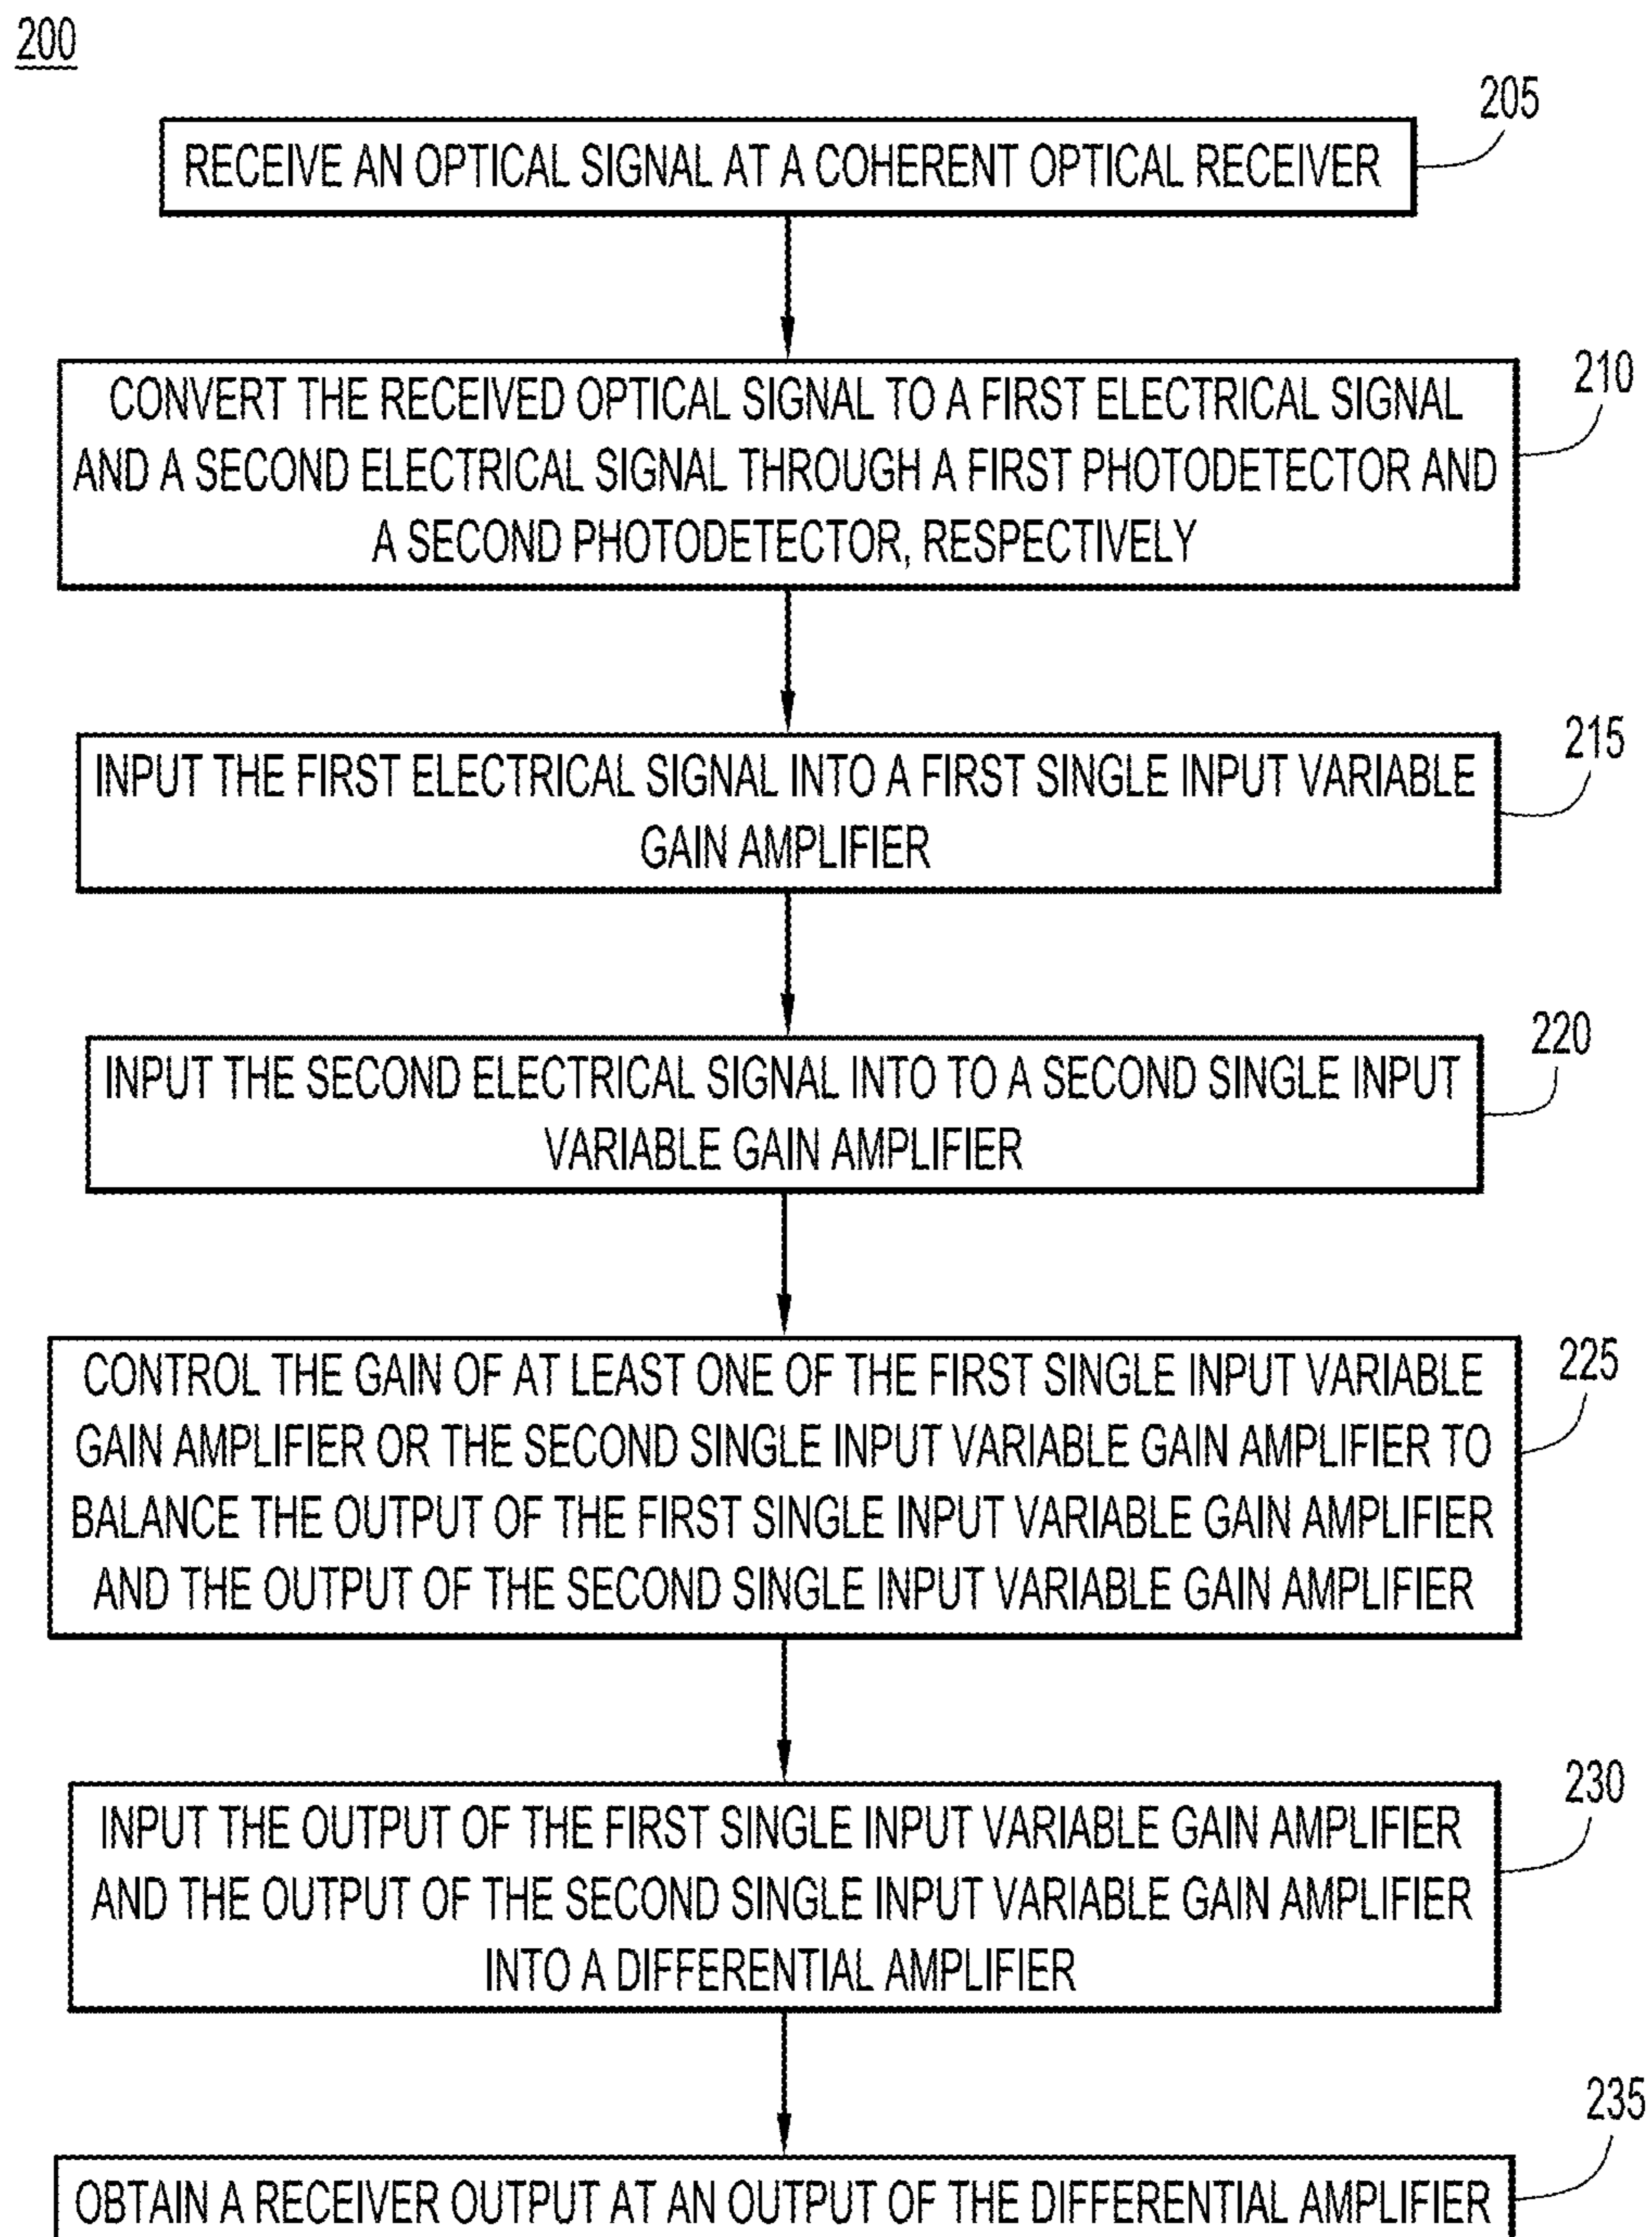 200
205
RECEIVE AN OPTICAL SIGNAL AT A COHERENT OPTICAL RECEIVER
210
CONVERT THE RECEIVED OPTICAL SIGNAL TO A FIRST ELECTRICAL SIGNAL
AND A SECOND ELECTRICAL SIGNAL THROUGH A FIRST PHOTODETECTOR AND
A SECOND PHOTODETECTOR, RESPECTIVELY
215
INPUT THE FIRST ELECTRICAL SIGNAL INTO A FIRST SINGLE INPUT VARIABLE
GAIN AMPLIFIER
220
INPUT THE SECOND ELECTRICAL SIGNAL INTO TO A SECOND SINGLE INPUT
VARIABLE GAIN AMPLIFIER
225
CONTROL THE GAIN OF AT LEAST ONE OF THE FIRST SINGLE INPUT VARIABLE
GAIN AMPLIFIER OR THE SECOND SINGLE INPUT VARIABLE GAIN AMPLIFIER TO
BALANCE THE OUTPUT OF THE FIRST SINGLE INPUT VARIABLE GAIN AMPLIFIER
AND THE OUTPUT OF THE SECOND SINGLE INPUT VARIABLE GAIN AMPLIFIER
230
INPUT THE OUTPUT OF THE FIRST SINGLE INPUT VARIABLE GAIN AMPLIFIER
AND THE OUTPUT OF THE SECOND SINGLE INPUT VARIABLE GAIN AMPLIFIER
INTO A DIFFERENTIAL AMPLIFIER
235
OBTAIN A RECEIVER OUTPUT AT AN OUTPUT OF THE DIFFERENTIAL AMPLIFIER